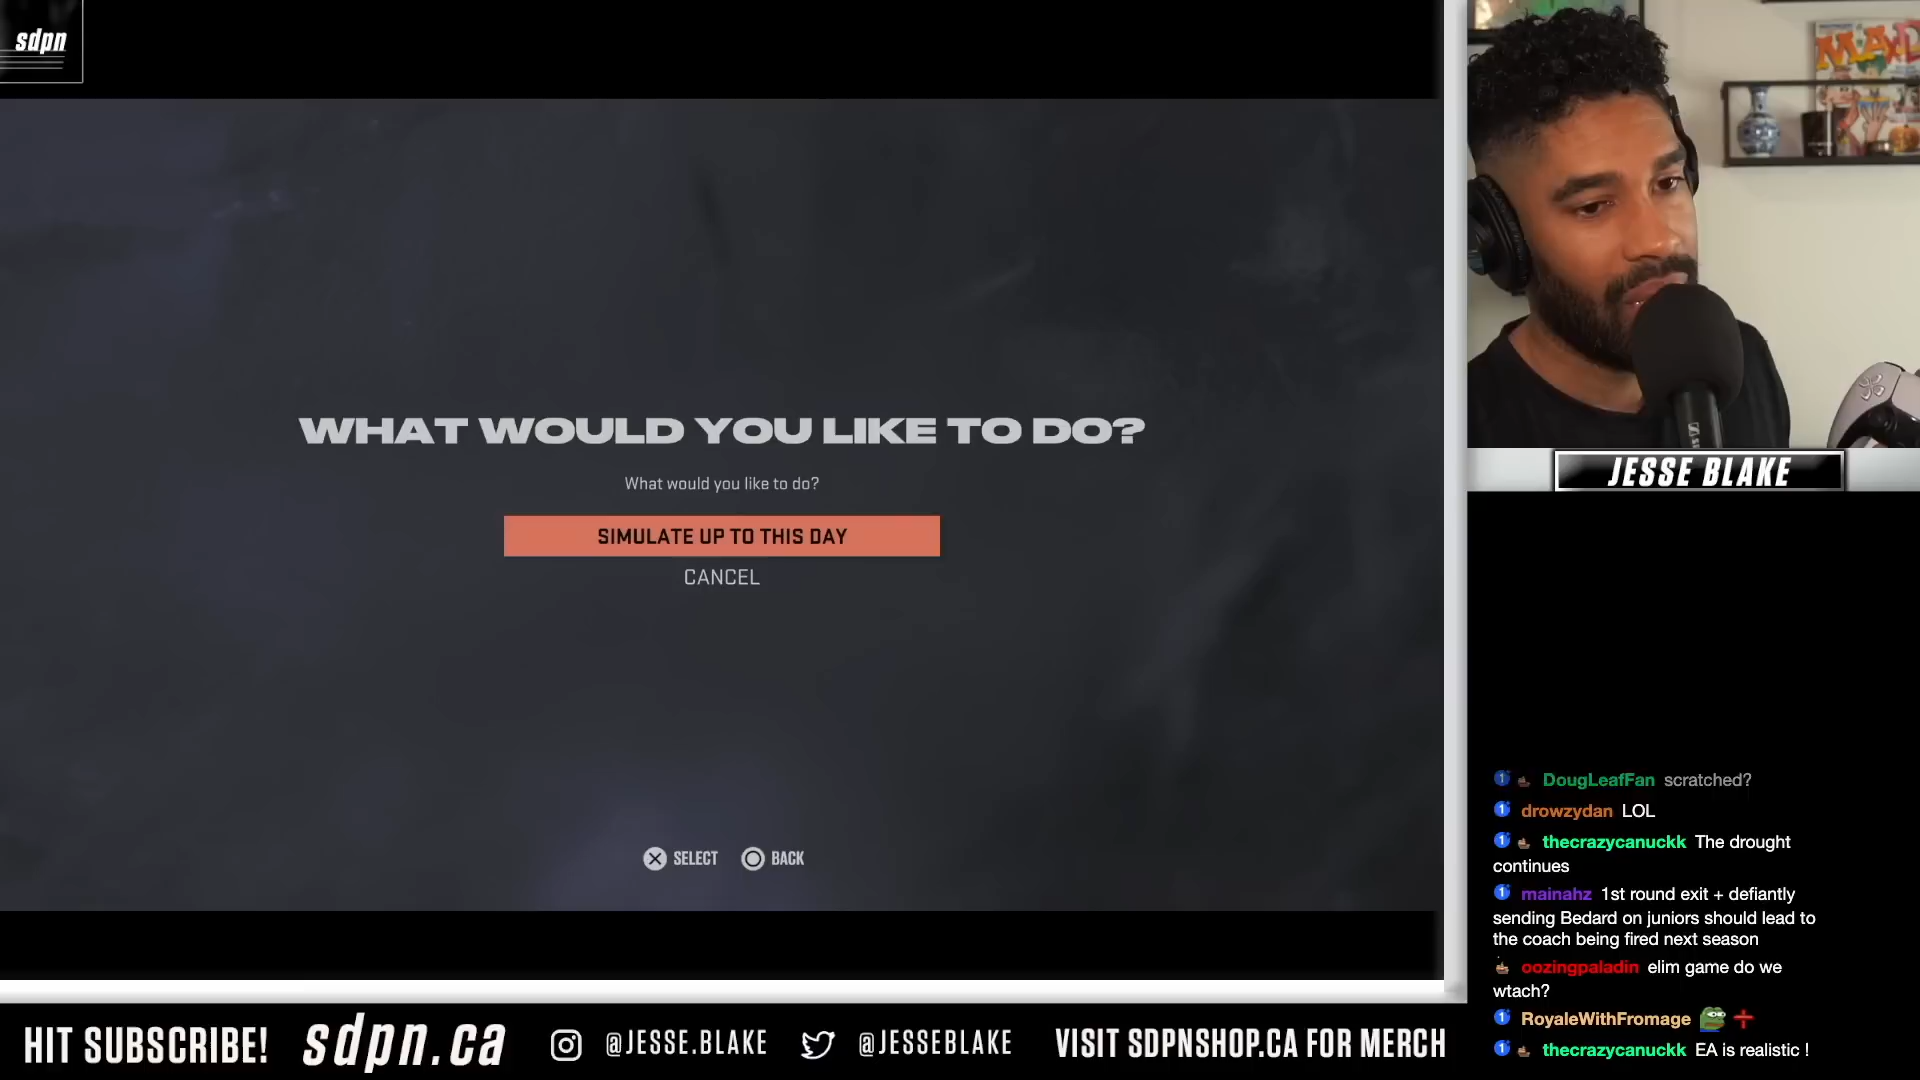 sdpn
MAD
WHAT WOULD YOU LIKE TO DO?
What would you like to do?
SIMULATE UP TO THIS DAY
CANCEL
SELECT
BACK
JESSE BLAKE
DougLeafFan scratched?
drowzydan LOL
thecrazycanuckk The drought
continues
mainahz 1st round exit + defiantly
sending Bedard on juniors should lead to
the coach being fired next season
oozingpaladin elim game do we
wtach?
RoyaleWithFromage
thecrazycanuckk EA is realistic !
HIT SUBSCRIBE! sdpn.ca @JESSE.BLAKE @JESSEBLAKE VISIT SDPNSHOP.CA FOR MERCH